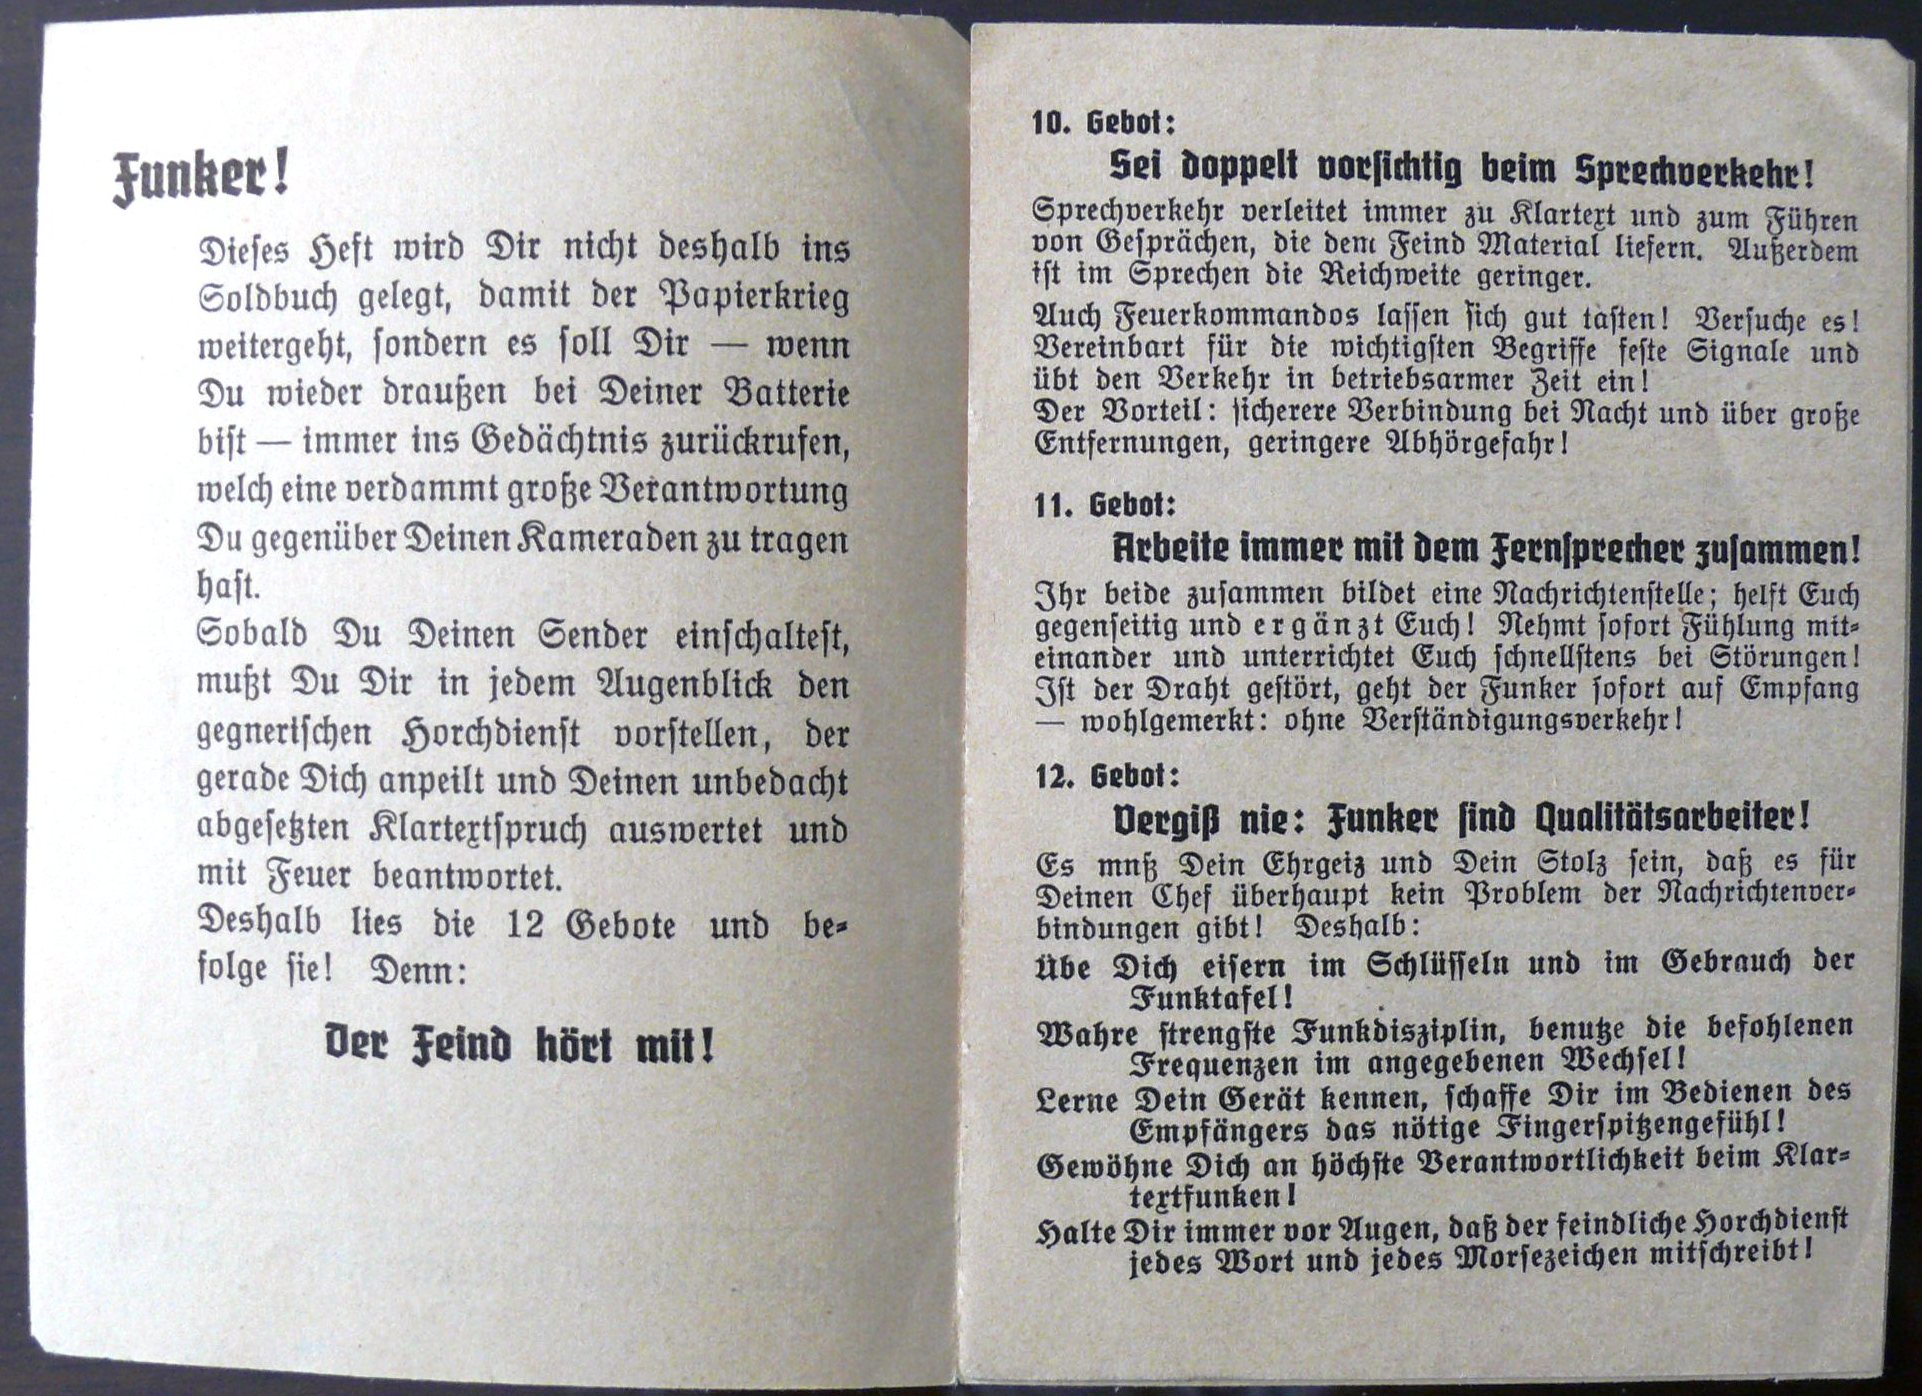 Funker!
Dieses Heft wird Dir nicht deshalb ins
Soldbuch gelegt, damit der Papierkrieg
weitergeht, sondern es soll Dir — wenn
Du wieder draußen bei Deiner Batterie
bist — immer ins Gedächtnis zurückrufen,
welch eine verdammt große Verantwortung
Du gegenüber Deinen Kameraden zu tragen
hast.
Sobald Du Deinen Sender einschaltest,
mußt Du Dir in jedem Augenblick den
gegnerischen Horchdienst vorstellen, der
gerade Dich anpeilt und Deinen unbedacht
abgesetzten Klartextspruch auswertet und
mit Feuer beantwortet.
Deshalb lies die 12 Gebote und be-
folge sie! Denn:
Der Feind hört mit!
10. Gebot:
Sei doppelt vorsichtig beim Sprechverkehr!
Sprechverkehr verleitet immer zu Klartext und zum Führen
von Gesprächen, die dem Feind Material liefern. Außerdem
ist im Sprechen die Reichweite geringer.
Auch Feuerkommandos lassen sich gut tasten! Versuche es!
Vereinbart für die wichtigsten Begriffe feste Signale und
übt den Verkehr in betriebsarmer Zeit ein!
Der Vorteil: sicherere Verbindung bei Nacht und über große
Entfernungen, geringere Abhörgefahr!
11. Gebot:
Arbeite immer mit dem Fernsprecher zusammen!
Ihr beide zusammen bildet eine Nachrichtenstelle; helft Euch
gegenseitig und ergänzt Euch! Nehmt sofort Fühlung mit-
einander und unterrichtet Euch schnellstens bei Störungen!
Ist der Draht gestört, geht der Funker sofort auf Empfang
— wohlgemerkt: ohne Verständigungsverkehr!
12. Gebot:
Vergiß nie: Funker sind Qualitätsarbeiter!
Es mnß Dein Ehrgeiz und Dein Stolz sein, daß es für
Deinen Chef überhaupt kein Problem der Nachrichtenver-
bindungen gibt! Deshalb:
Übe Dich eisern im Schlüsseln und im Gebrauch der
Funktafel!
Wahre strengste Funkdisziplin, benutze die befohlenen
Frequenzen im angegebenen Wechsel!
Lerne Dein Gerät kennen, schaffe Dir im Bedienen des
Empfängers das nötige Fingerspitzengefühl!
Gewöhne Dich an höchste Verantwortlichkeit beim Klar-
textfunken!
Halte Dir immer vor Augen, daß der feindliche Horchdienst
jedes Wort und jedes Morsezeichen mitschreibt!